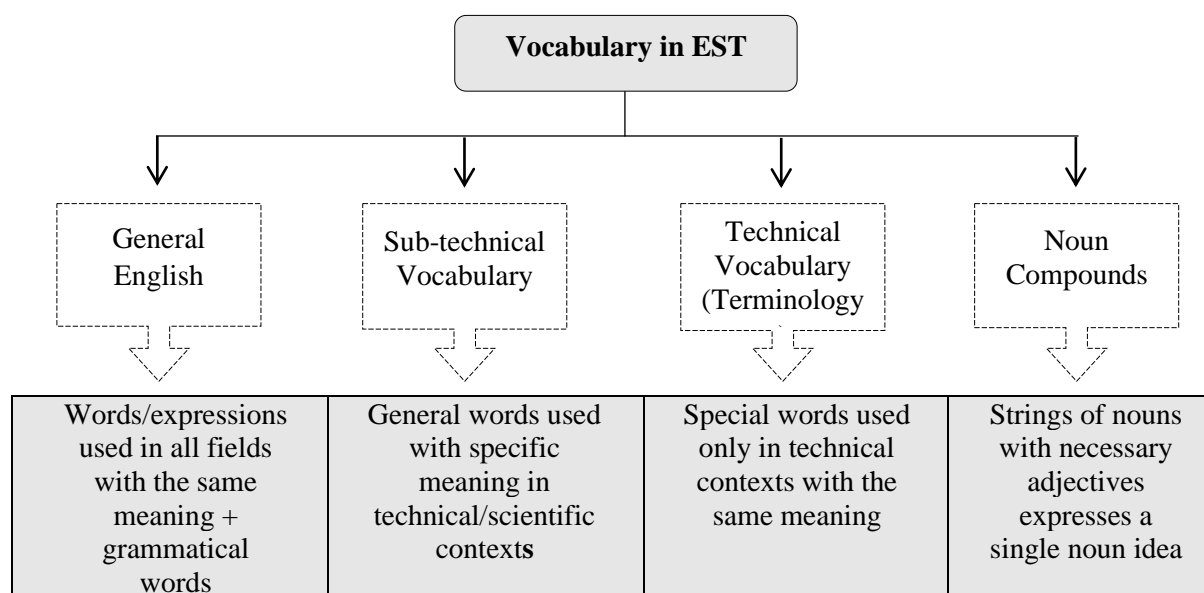 Vocabulary in EST
General
English
Sub-technical
Vocabulary
Technical
Vocabulary
(Terminology
Noun
Compounds
Words/expressions
used in all fields
with the same
meaning +
grammatical
words
General words used
with specific
meaning in
technical/scientific
contexts
Special words used
only in technical
contexts with the
same meaning
Strings of nouns
with necessary
adjectives
expresses a
single noun idea